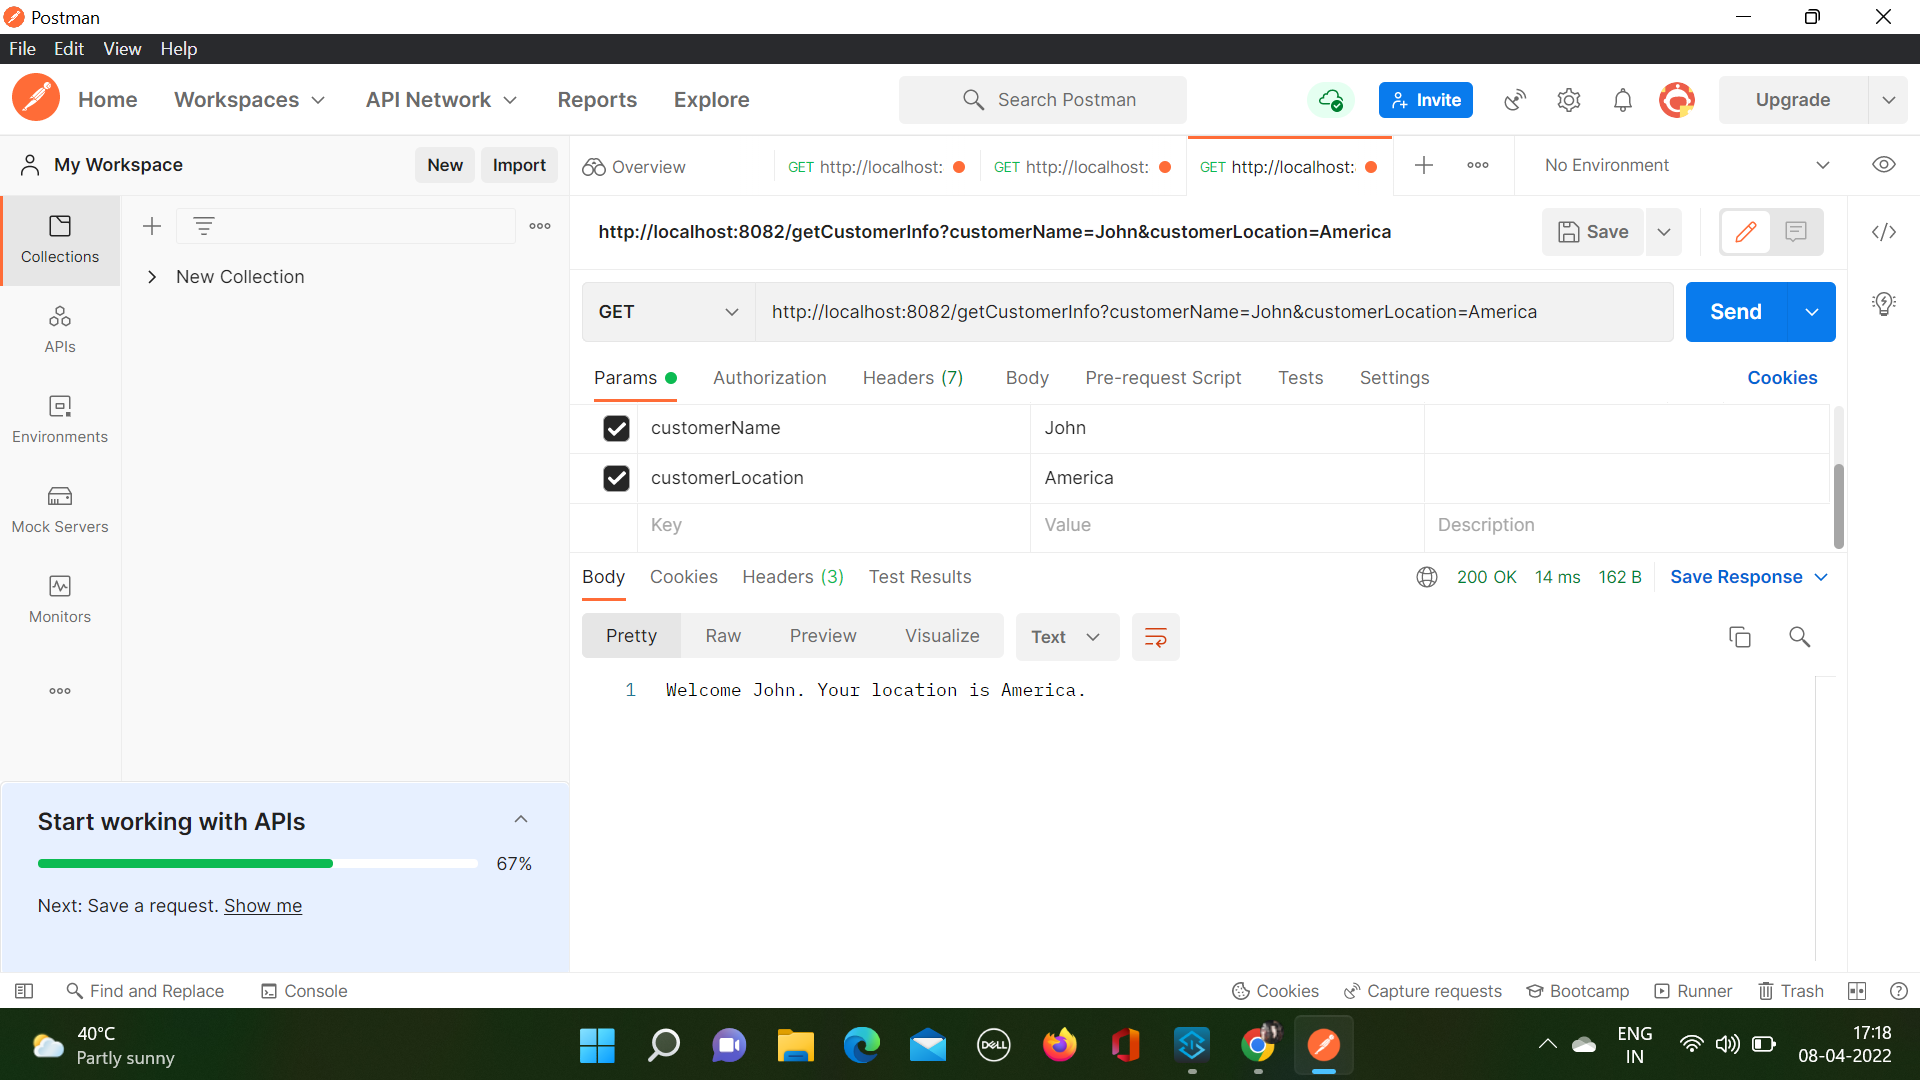 Postman
File Edit View Help
Home Workspaces API Network Reports Explore Search Postman Invite Upgrade
My Workspace New Import Overview GET http://localhost: GET http://localhost: GET http://localhost: No Environment
Collections
New Collection
APIs
Environments
Mock Servers
Monitors
http://localhost:8082/getCustomerInfo?customerName=John&customerLocation=America Save
GET http://localhost:8082/getCustomerInfo?customerName=John&customerLocation=America Send
Params Authorization Headers (7) Body Pre-request Script Tests Settings Cookies
customerName John
customerLocation America
Key Value Description
Body Cookies Headers (3) Test Results 200 OK 14 ms 162 B Save Response
Pretty Raw Preview Visualize Text
1 Welcome John. Your location is America.
Start working with APIs
67%
Next: Save a request. Show me
Find and Replace Console Cookies Capture requests Bootcamp Runner Trash
40°C
Partly sunny
DELL
ENG
IN
17:18
08-04-2022